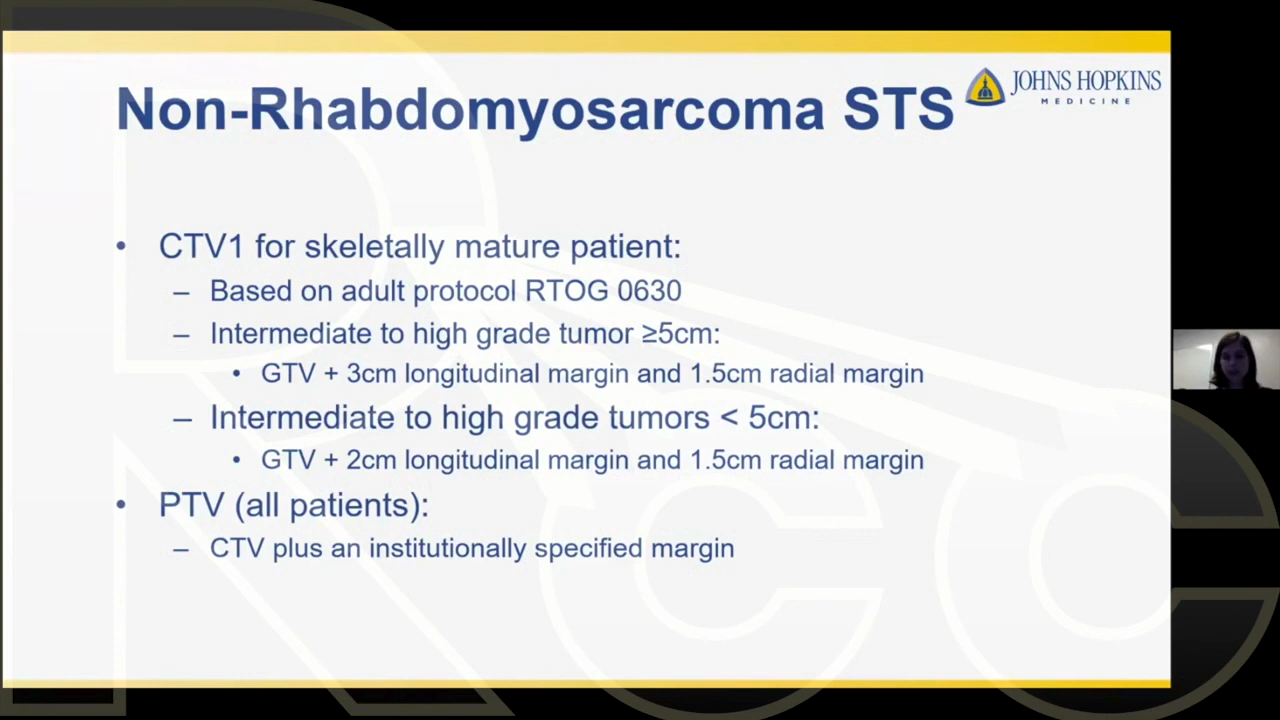 Non-Rhabdomyosarcoma STS
JOHNS HOPKINS
MEDICINE
• CTV1 for skeletally mature patient:
– Based on adult protocol RTOG 0630
– Intermediate to high grade tumor ≥5cm:
• GTV + 3cm longitudinal margin and 1.5cm radial margin
– Intermediate to high grade tumors < 5cm:
• GTV + 2cm longitudinal margin and 1.5cm radial margin
• PTV (all patients):
– CTV plus an institutionally specified margin
RCC